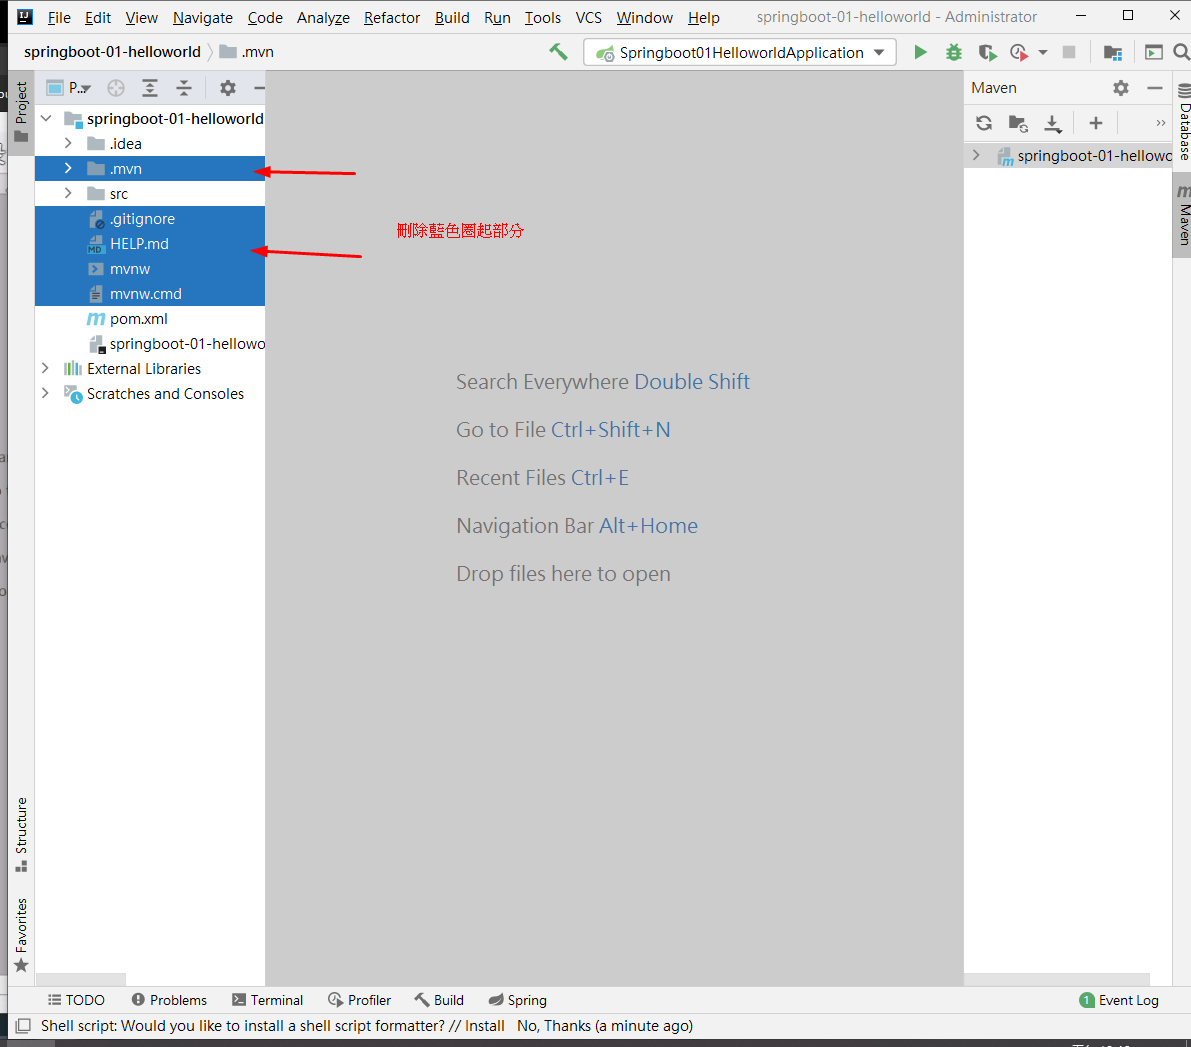 File Edit View Navigate Code Analyze Refactor Build Run Tools VCS Window Help springboot-01-helloworld - Administrator
springboot-01-helloworld .mvn Springboot01HelloworldApplication
Project P.. Maven
springboot-01-helloworld
.idea
.mvn springboot-01-hellowo
src
.gitignore
刪除藍色圈起部分
HELP.md
mvnw
mvnw.cmd
pom.xml
springboot-01-hellowo
External Libraries
Scratches and Consoles
Search Everywhere Double Shift
Go to File Ctrl+Shift+N
Recent Files Ctrl+E
Navigation Bar Alt+Home
Drop files here to open
Database
Maven
Structure
Favorites
TODO Problems Terminal Profiler Build Spring 1 Event Log
Shell script: Would you like to install a shell script formatter? // Install No, Thanks (a minute ago)